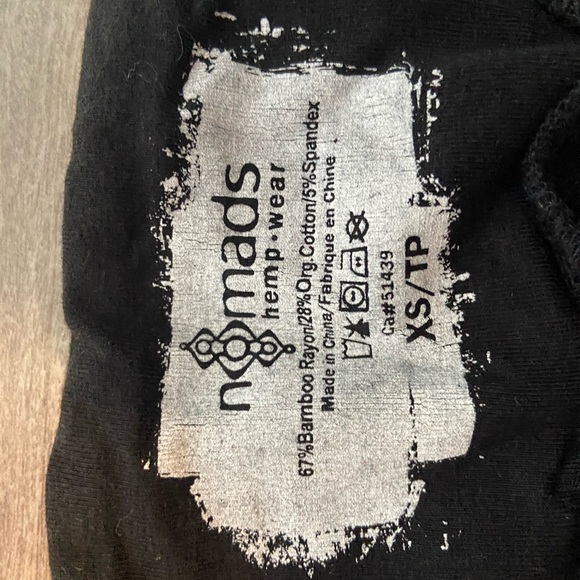 nomads
hemp•wear
67%Bamboo Rayon/28%Org.Cotton/5%Spandex
Made in China/Fabrique en Chine
Ca#51439
XS/TP